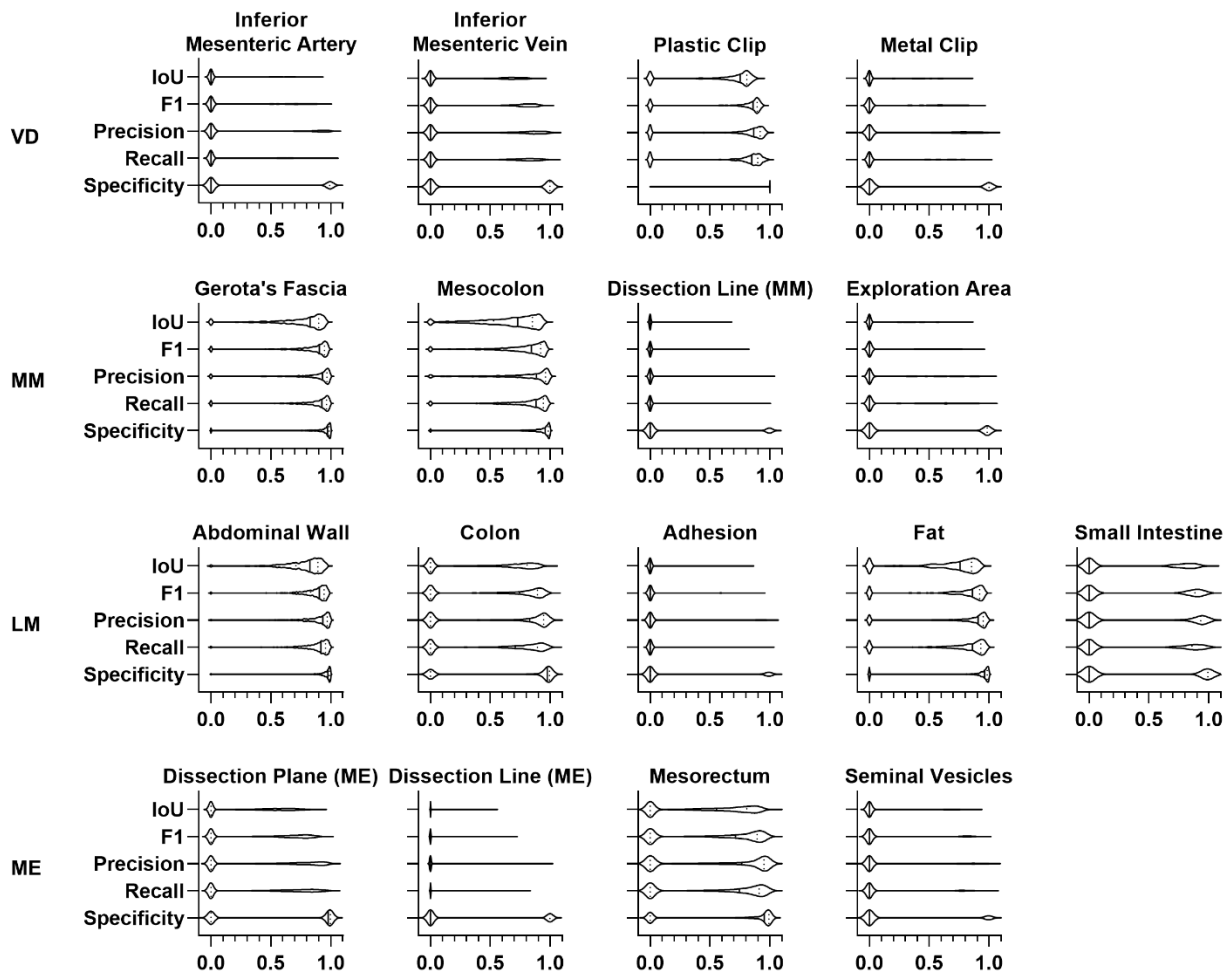 Inferior
Mesenteric Artery
Inferior
Mesenteric Vein
Plastic Clip
Metal Clip
VD
IoU
F1
Precision
Recall
Specificity
0.0 0.5 1.0
0.0 0.5 1.0
0.0 0.5 1.0
0.0 0.5 1.0
Gerota's Fascia
Mesocolon
Dissection Line (MM)
Exploration Area
MM
IoU
F1
Precision
Recall
Specificity
0.0 0.5 1.0
0.0 0.5 1.0
0.0 0.5 1.0
0.0 0.5 1.0
Abdominal Wall
Colon
Adhesion
Fat
Small Intestine
LM
IoU
F1
Precision
Recall
Specificity
0.0 0.5 1.0
0.0 0.5 1.0
0.0 0.5 1.0
0.0 0.5 1.0
0.0 0.5 1.0
Dissection Plane (ME)
Dissection Line (ME)
Mesorectum
Seminal Vesicles
ME
IoU
F1
Precision
Recall
Specificity
0.0 0.5 1.0
0.0 0.5 1.0
0.0 0.5 1.0
0.0 0.5 1.0